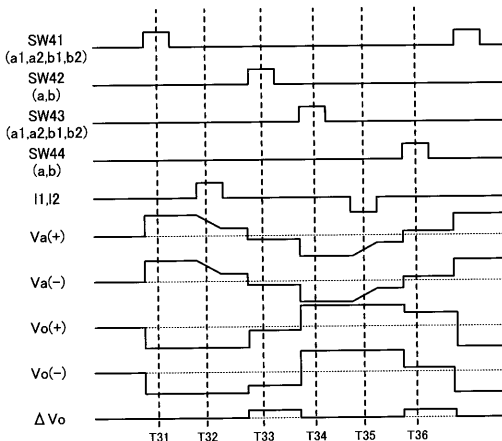 SW41
(a1,a2,b1,b2)
SW42
(a,b)
SW43
(a1,a2,b1,b2)
SW44
(a,b)
I1,I2
Va(+)
Va(-)
Vo(+)
Vo(-)
Δ Vo
T31 T32 T33 T34 T35 T36